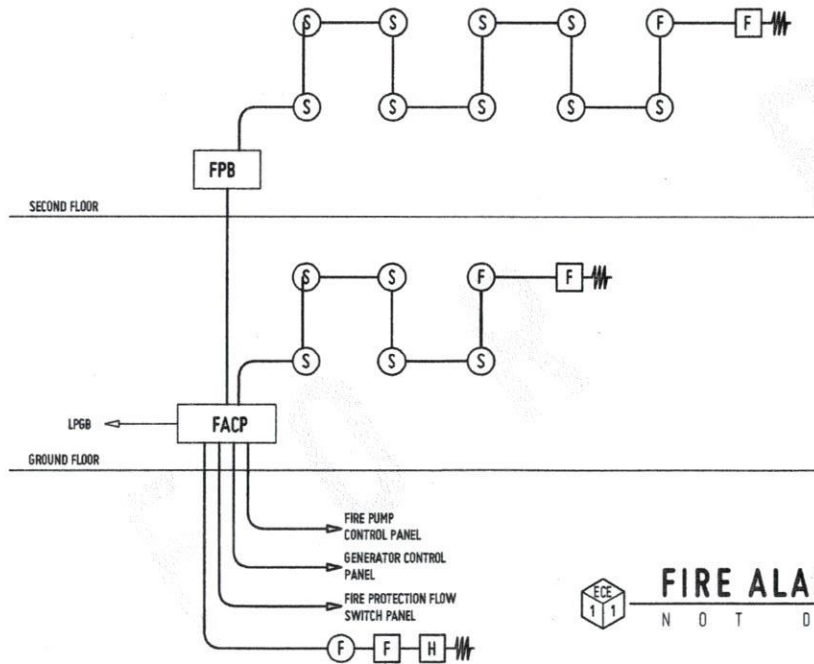 S S S S F F
S S S S S
FPB
SECOND FLOOR
S S F F
S S S
LPGB
FACP
GROUND FLOOR
FIRE PUMP
CONTROL PANEL
GENERATOR CONTROL
PANEL
FIRE PROTECTION FLOW
SWITCH PANEL
F F H
ECE
1 1
FIRE ALA
N O T